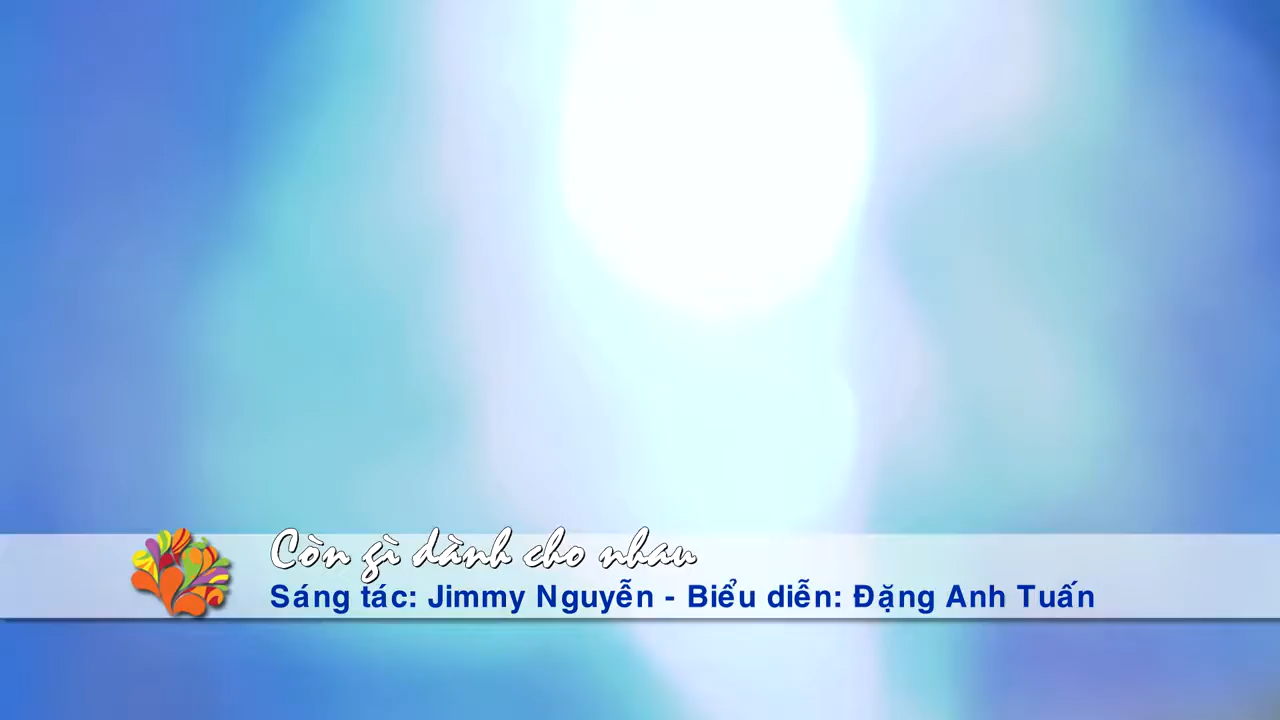 Còn gì dành cho nhau
Sáng tác: Jimmy Nguyễn - Biểu diễn: Đặng Anh Tuấn